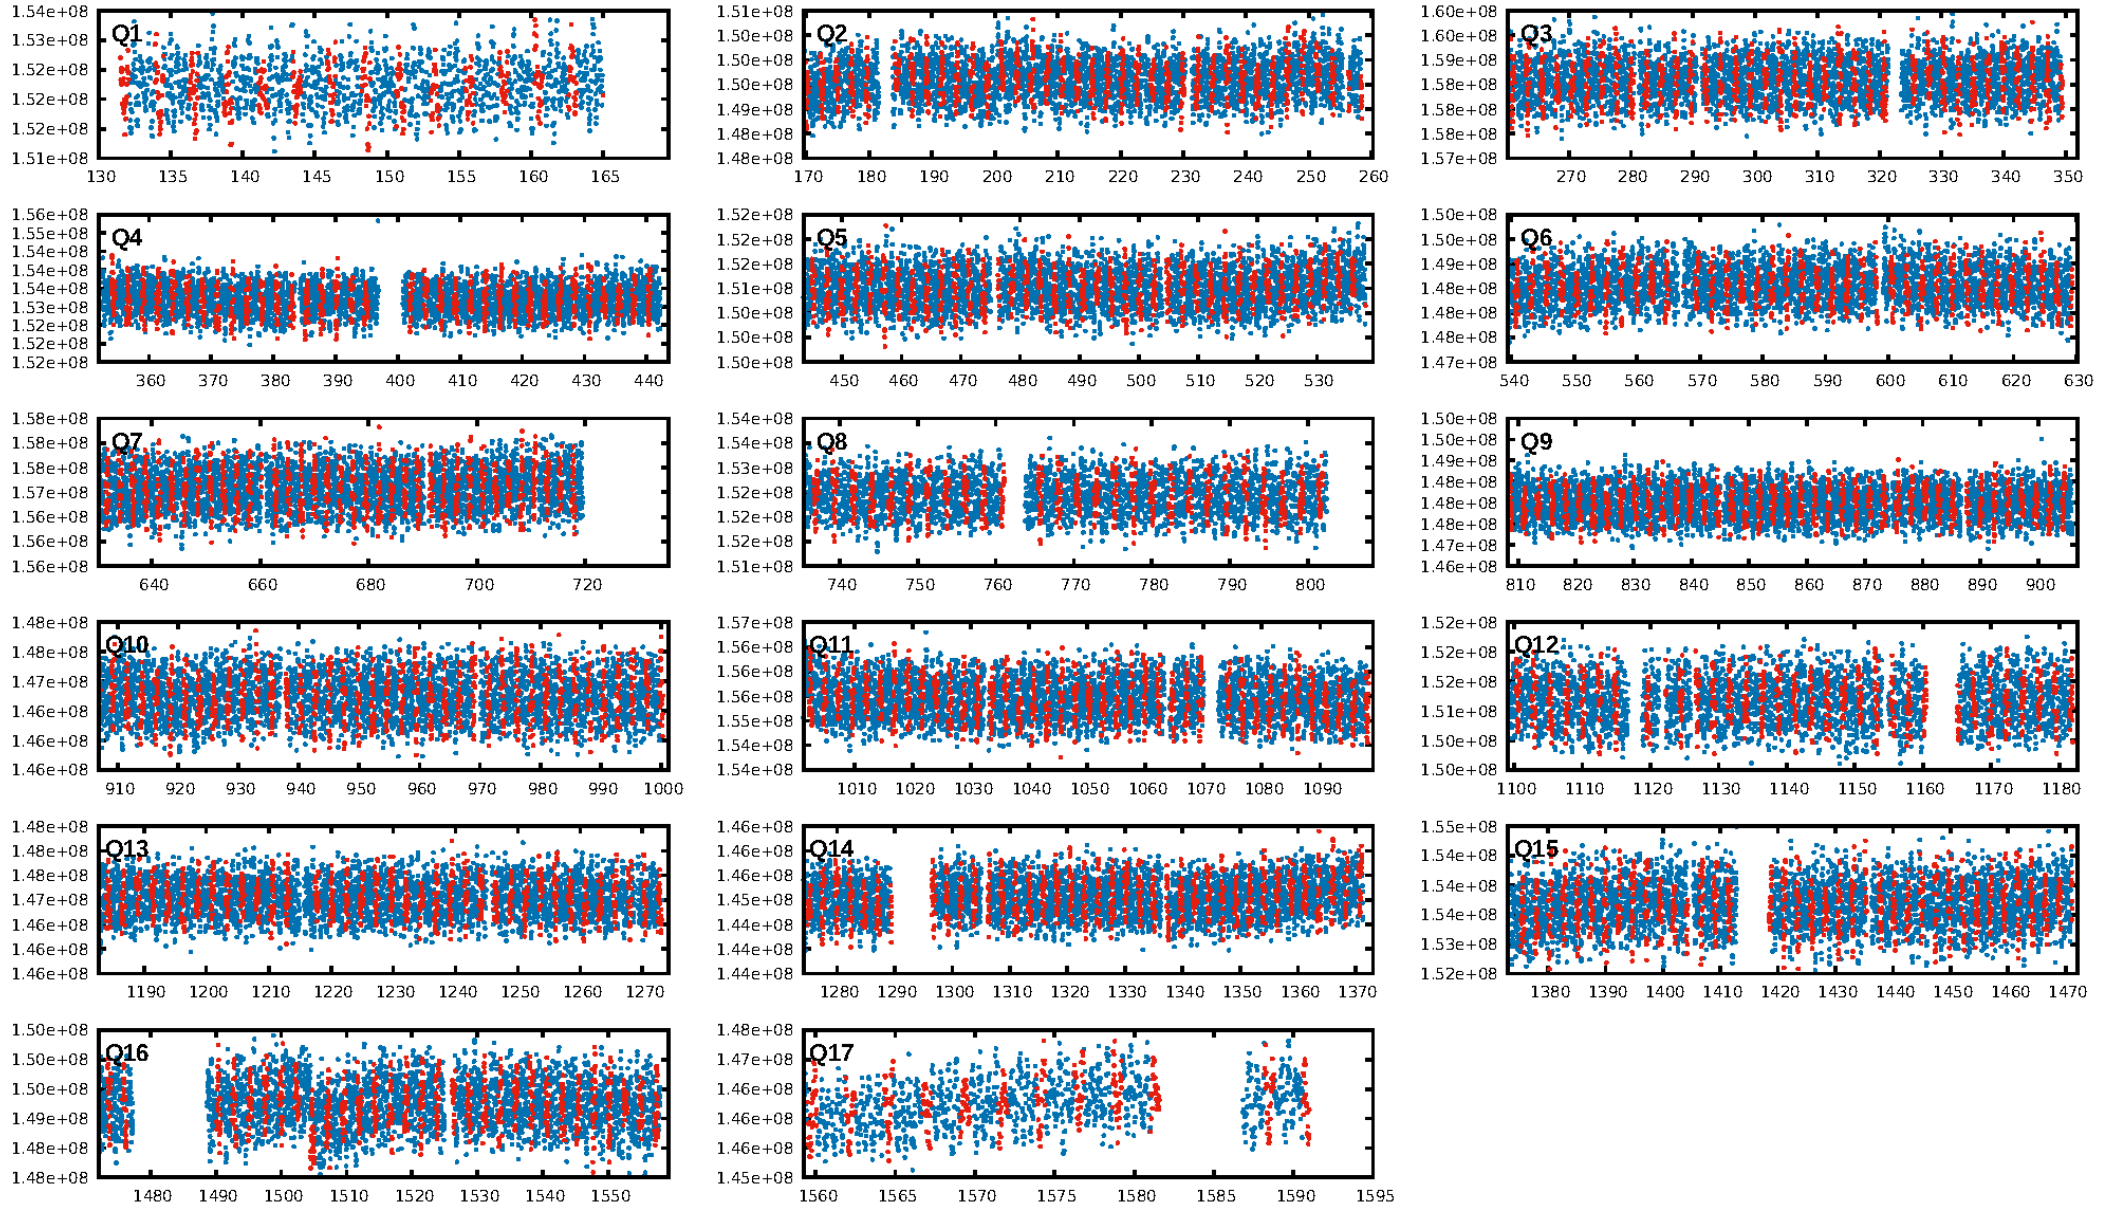 1.54e+08 1.53e+08 1.52e+08 1.52e+08 1.52e+08 1.51e+08
Q1
130 135 140 145 150 155 160 165
1.51e+08 1.50e+08 1.50e+08 1.50e+08 1.49e+08 1.48e+08 1.48e+08
Q2
170 180 190 200 210 220 230 240 250 260
1.60e+08 1.60e+08 1.59e+08 1.58e+08 1.58e+08 1.58e+08 1.57e+08
Q3
270 280 290 300 310 320 330 340 350
1.56e+08 1.55e+08 1.54e+08 1.54e+08 1.54e+08 1.53e+08 1.52e+08 1.52e+08 1.52e+08
Q4
360 370 380 390 400 410 420 430 440
1.52e+08 1.52e+08 1.52e+08 1.51e+08 1.50e+08 1.50e+08 1.50e+08
Q5
450 460 470 480 490 500 510 520 530
1.50e+08 1.50e+08 1.49e+08 1.48e+08 1.48e+08 1.48e+08 1.47e+08
Q6
540 550 560 570 580 590 600 610 620 630
1.58e+08 1.58e+08 1.58e+08 1.57e+08 1.56e+08 1.56e+08 1.56e+08
Q7
640 660 680 700 720
1.54e+08 1.54e+08 1.53e+08 1.52e+08 1.52e+08 1.52e+08 1.51e+08
Q8
740 750 760 770 780 790 800
1.50e+08 1.50e+08 1.49e+08 1.48e+08 1.48e+08 1.48e+08 1.47e+08 1.46e+08
Q9
810 820 830 840 850 860 870 880 890 900
1.48e+08 1.48e+08 1.47e+08 1.46e+08 1.46e+08 1.46e+08
Q10
910 920 930 940 950 960 970 980 990 1000
1.57e+08 1.56e+08 1.56e+08 1.56e+08 1.55e+08 1.54e+08 1.54e+08
Q11
1010 1020 1030 1040 1050 1060 1070 1080 1090
1.52e+08 1.52e+08 1.52e+08 1.51e+08 1.50e+08 1.50e+08
Q12
1100 1110 1120 1130 1140 1150 1160 1170 1180
1.48e+08 1.48e+08 1.48e+08 1.47e+08 1.46e+08 1.46e+08 1.46e+08
Q13
1190 1200 1210 1220 1230 1240 1250 1260 1270
1.46e+08 1.46e+08 1.46e+08 1.45e+08 1.44e+08 1.44e+08 1.44e+08
Q14
1280 1290 1300 1310 1320 1330 1340 1350 1360 1370
1.55e+08 1.54e+08 1.54e+08 1.54e+08 1.53e+08 1.52e+08
Q15
1380 1390 1400 1410 1420 1430 1440 1450 1460 1470
1.50e+08 1.50e+08 1.50e+08 1.49e+08 1.48e+08 1.48e+08
Q16
1480 1490 1500 1510 1520 1530 1540 1550
1.48e+08 1.47e+08 1.46e+08 1.46e+08 1.46e+08 1.45e+08
Q17
1560 1565 1570 1575 1580 1585 1590 1595